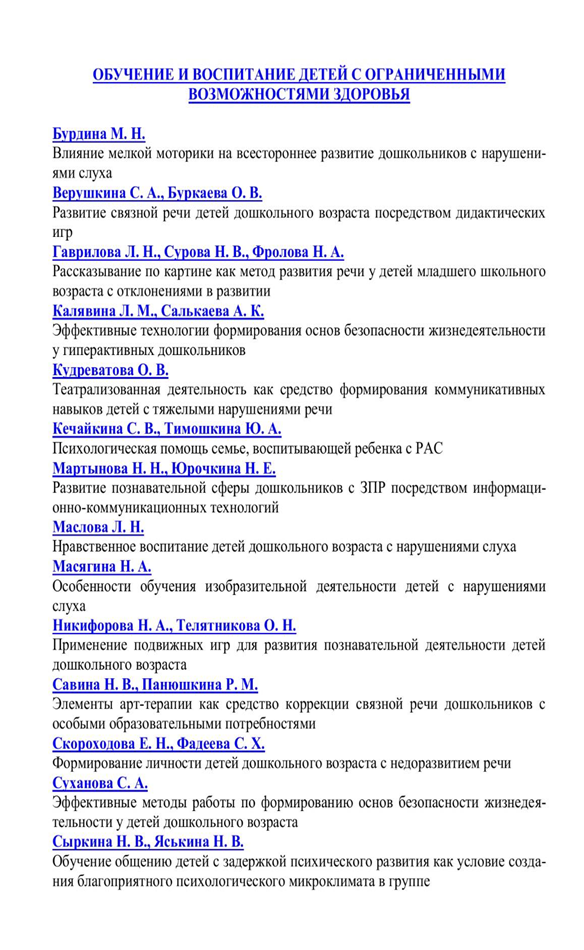 ОБУЧЕНИЕ И ВОСПИТАНИЕ ДЕТЕЙ С ОГРАНИЧЕННЫМИ
ВОЗМОЖНОСТЯМИ ЗДОРОВЬЯ
Бурдина М. Н.
Влияние мелкой моторики на всестороннее развитие дошкольников с нарушени-
ями слуха
Верушкина С. А., Буркаева О. В.
Развитие связной речи детей дошкольного возраста посредством дидактических
игр
Гаврилова Л. Н., Сурова Н. В., Фролова Н. А.
Рассказывание по картине как метод развития речи у детей младшего школьного
возраста с отклонениями в развитии
Калявина Л. М., Салькаева А. К.
Эффективные технологии формирования основ безопасности жизнедеятельности
у гиперактивных дошкольников
Кудреватова О. В.
Театрализованная деятельность как средство формирования коммуникативных
навыков детей с тяжелыми нарушениями речи
Кечайкина С. В., Тимошкина Ю. А.
Психологическая помощь семье, воспитывающей ребенка с РАС
Мартынова Н. Н., Юрочкина Н. Е.
Развитие познавательной сферы дошкольников с ЗПР посредством информаци-
онно-коммуникационных технологий
Маслова Л. Н.
Нравственное воспитание детей дошкольного возраста с нарушениями слуха
Масягина Н. А.
Особенности обучения изобразительной деятельности детей с нарушениями
слуха
Никифорова Н. А., Телятникова О. Н.
Применение подвижных игр для развития познавательной деятельности детей
дошкольного возраста
Савина Н. В., Панюшкина Р. М.
Элементы арт-терапии как средство коррекции связной речи дошкольников с
особыми образовательными потребностями
Скороходова Е. Н., Фадеева С. Х.
Формирование личности детей дошкольного возраста с недоразвитием речи
Суханова С. А.
Эффективные методы работы по формированию основ безопасности жизнедея-
тельности у детей дошкольного возраста
Сыркина Н. В., Яськина Н. В.
Обучение общению детей с задержкой психического развития как условие созда-
ния благоприятного психологического микроклимата в группе